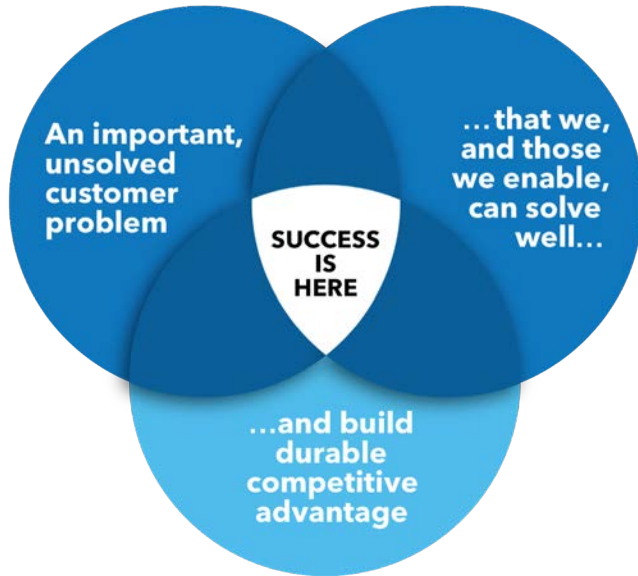 An important,
unsolved
customer
problem
...that we,
and those
we enable,
can solve
well...
SUCCESS
IS
HERE
...and build
durable
competitive
advantage